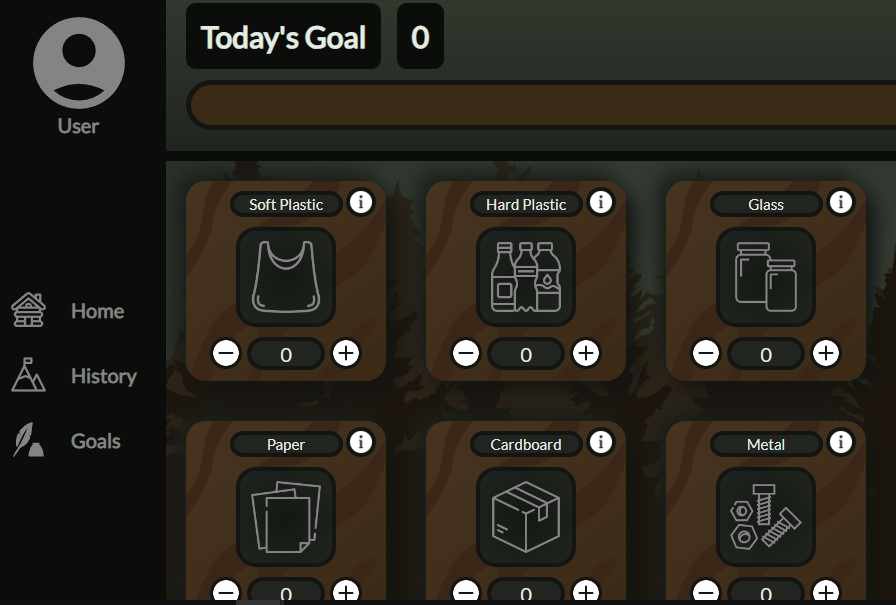 Today's Goal 0
User
Soft Plastic i
Hard Plastic i
Glass i
− 0 +
− 0 +
− 0 +
Home
History
Goals
Paper i
Cardboard i
Metal i
− 0 +
− 0 +
− 0 +